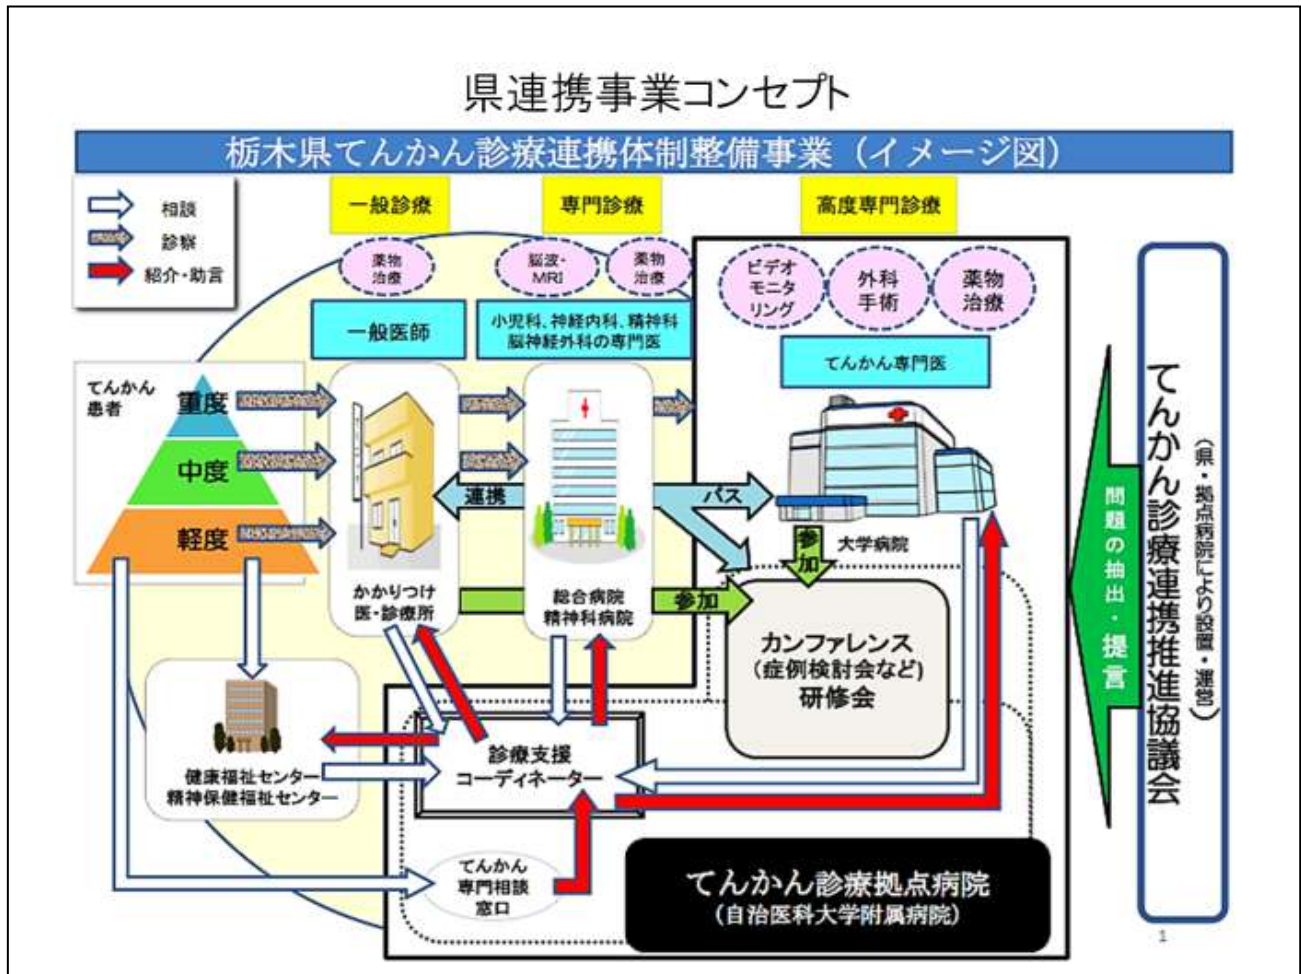 県連携事業コンセプト
栃木県てんかん診療連携体制整備事業（イメージ図）
相談
診察
紹介・助言
一般診療
専門診療
高度専門診療
薬物
治療
脳波・
MRI
薬物
治療
ビデオ
モニタ
リング
外科
手術
薬物
治療
一般医師
小児科、神経内科、精神科
脳神経外科の専門医
てんかん専門医
てんかん
患者
重度
中度
軽度
連携
パス
かかりつけ
医・診療所
総合病院
精神科病院
大学病院
参加
参加
カンファレンス
（症例検討会など）
研修会
健康福祉センター
精神保健福祉センター
診療支援
コーディネーター
てんかん
専門相談
窓口
てんかん診療拠点病院
（自治医科大学附属病院）
問題の抽出・提言
てんかん診療連携推進協議会
（県・拠点病院により設置・運営）
1